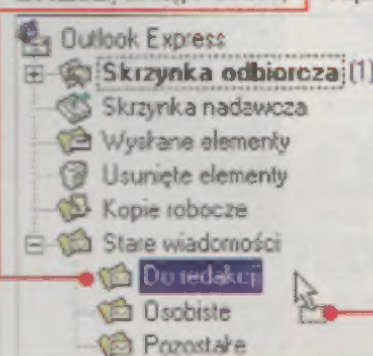 Outlook Express
Skrzynka odbiorcza (1)
Skrzynka nadawcza
Wysłane elementy
Usunięte elementy
Kopie robocze
Stare wiadomości
Do redakcji
Osobiste
Pozostałe